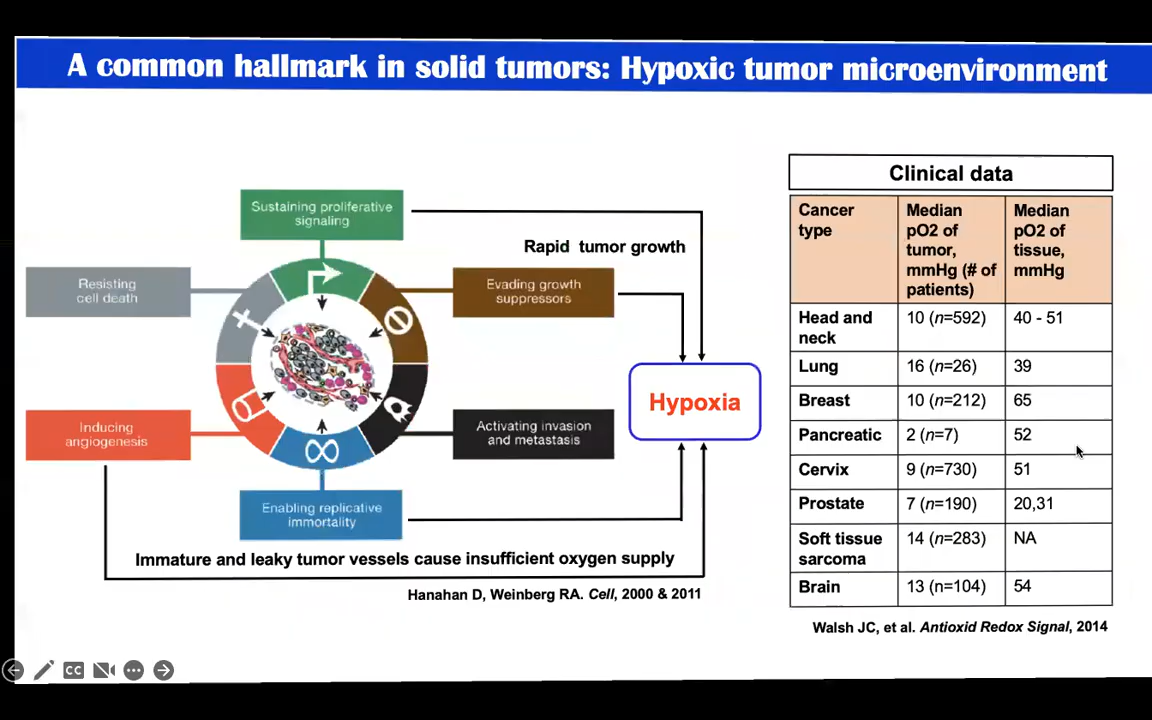 A common hallmark in solid tumors: Hypoxic tumor microenvironment
Sustaining proliferative
signaling
Rapid tumor growth
Resisting
cell death
Evading growth
suppressors
Hypoxia
Inducing
angiogenesis
Activating invasion
and metastasis
Enabling replicative
immortality
Immature and leaky tumor vessels cause insufficient oxygen supply
Hanahan D, Weinberg RA. Cell, 2000 & 2011
Clinical data
Cancer
type
Median
pO2 of
tumor,
mmHg (# of
patients)
Median
pO2 of
tissue,
mmHg
Head and
neck
10 (n=592)
40 - 51
Lung
16 (n=26)
39
Breast
10 (n=212)
65
Pancreatic
2 (n=7)
52
Cervix
9 (n=730)
51
Prostate
7 (n=190)
20,31
Soft tissue
sarcoma
14 (n=283)
NA
Brain
13 (n=104)
54
Walsh JC, et al. Antioxid Redox Signal, 2014
CC